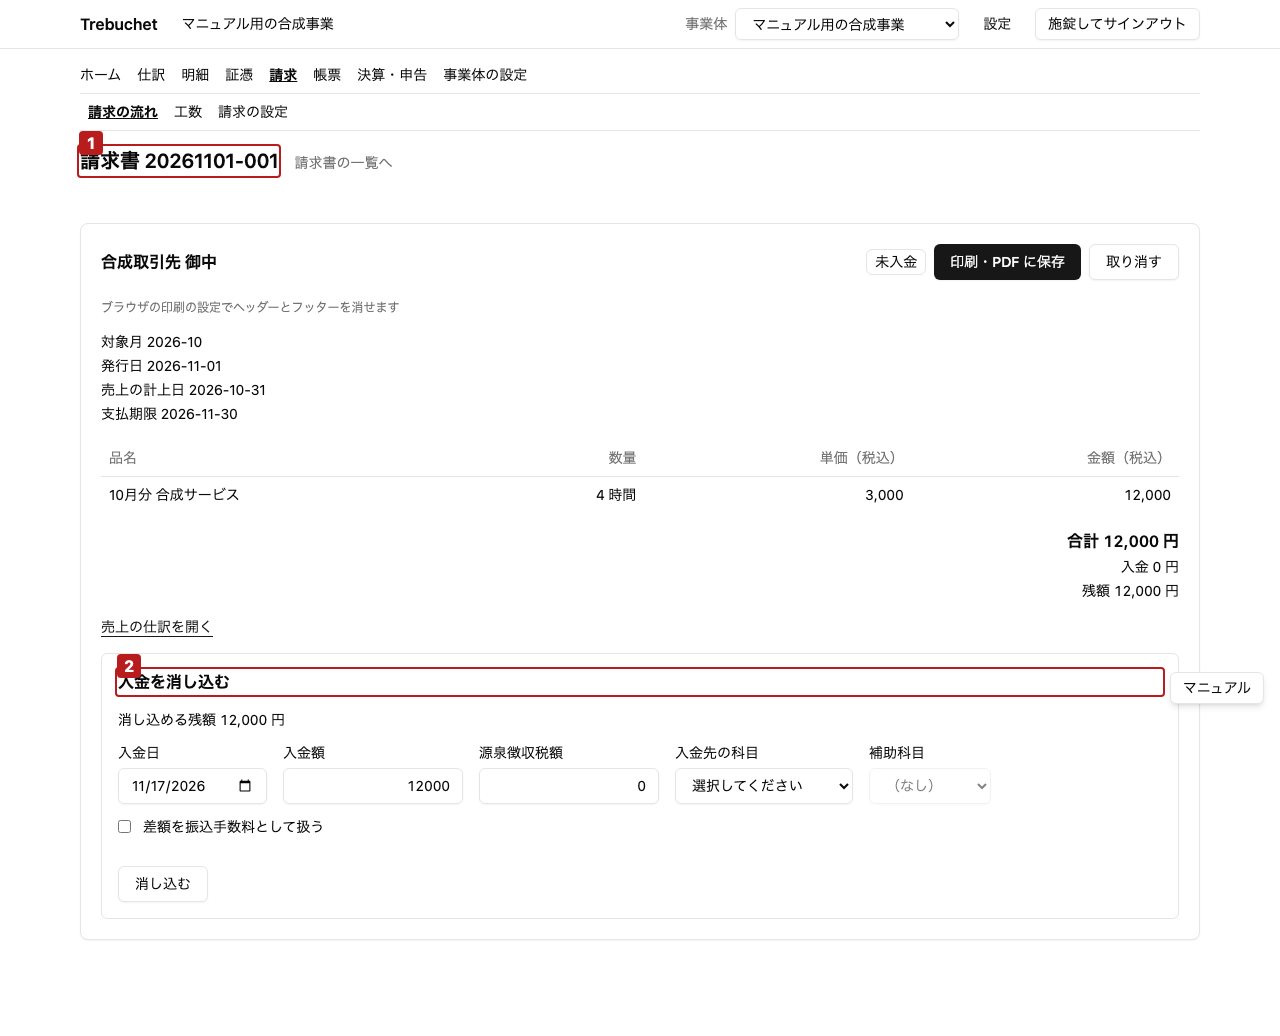 Trebuchet マニュアル用の合成事業 事業体 マニュアル用の合成事業 設定 施錠してサインアウト
ホーム 仕訳 明細 証憑 請求 帳票 決算・申告 事業体の設定
請求の流れ 工数 請求の設定
1
請求書 20261101-001 請求書の一覧へ
合成取引先 御中 未入金 印刷・PDF に保存 取り消す
ブラウザの印刷の設定でヘッダーとフッターを消せます
対象月 2026-10
発行日 2026-11-01
売上の計上日 2026-10-31
支払期限 2026-11-30
品名 数量 単価（税込） 金額（税込）
10月分 合成サービス 4 時間 3,000 12,000
合計 12,000 円
入金 0 円
残額 12,000 円
売上の仕訳を開く
2
入金を消し込む
マニュアル
消し込める残額 12,000 円
入金日 入金額 源泉徴収税額 入金先の科目 補助科目
11/17/2026 12000 0 選択してください （なし）
差額を振込手数料として扱う
消し込む